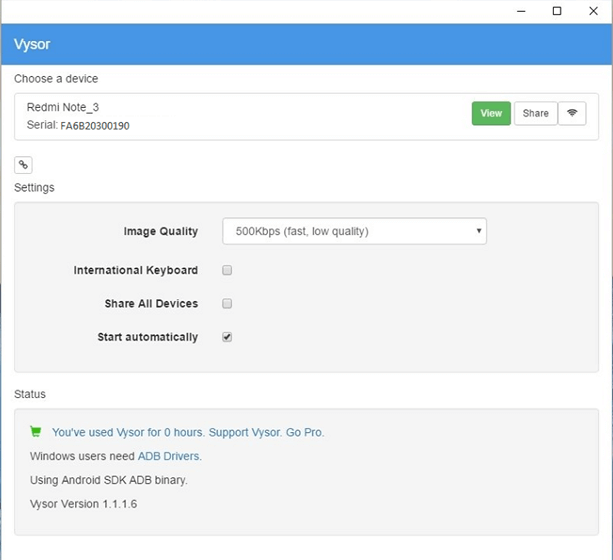 Vysor
Choose a device
Redmi Note_3
Serial: FA6B20300190
View
Share
Settings
Image Quality
500Kbps (fast, low quality)
International Keyboard
Share All Devices
Start automatically
Status
You've used Vysor for 0 hours. Support Vysor. Go Pro.
Windows users need ADB Drivers.
Using Android SDK ADB binary.
Vysor Version 1.1.1.6